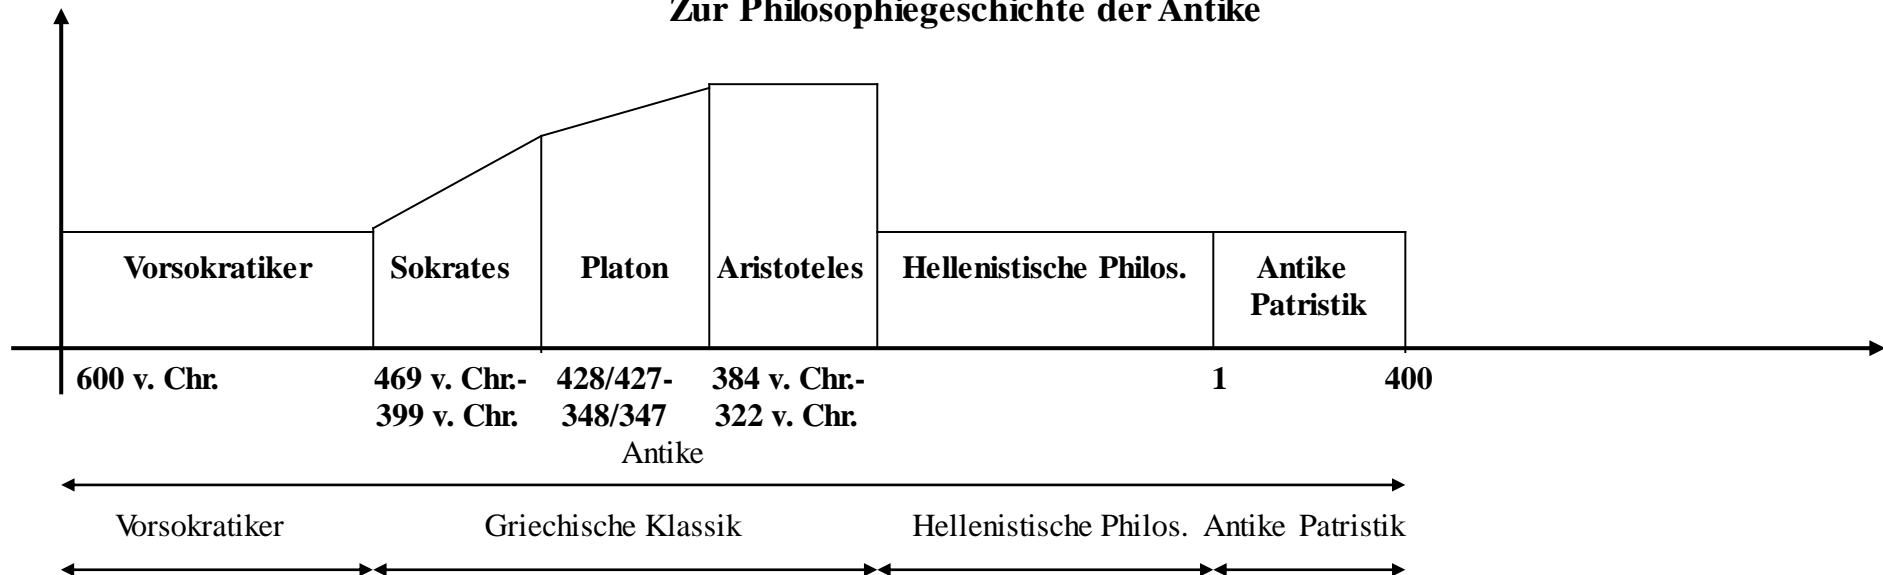 Zur Philosophiegeschichte der Antike
Vorsokratiker Sokrates Platon Aristoteles Hellenistische Philos. Antike
Patristik
600 v. Chr. 469 v. Chr.- 428/427- 384 v. Chr.- 1 400
399 v. Chr. 348/347 322 v. Chr.
Antike
Vorsokratiker Griechische Klassik Hellenistische Philos. Antike Patristik